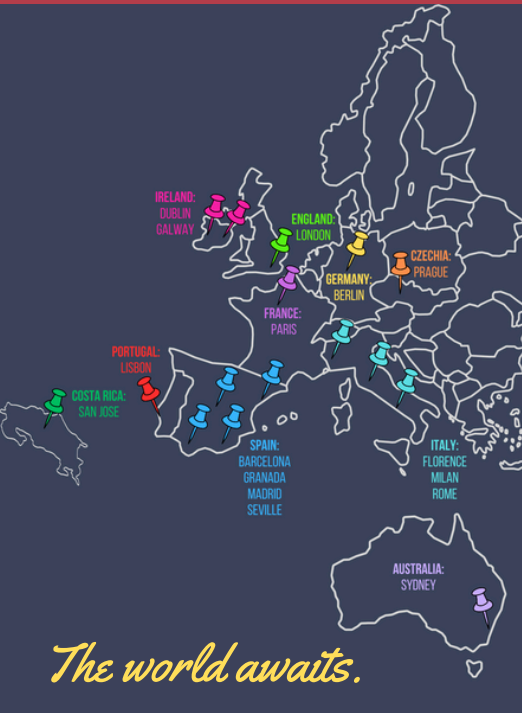 IRELAND:
DUBLIN
GALWAY
ENGLAND:
LONDON
CZECHIA:
PRAGUE
GERMANY:
BERLIN
FRANCE:
PARIS
PORTUGAL:
LISBON
COSTA RICA:
SAN JOSE
SPAIN:
BARCELONA
GRANADA
MADRID
SEVILLE
ITALY:
FLORENCE
MILAN
ROME
AUSTRALIA:
SYDNEY
The world awaits.